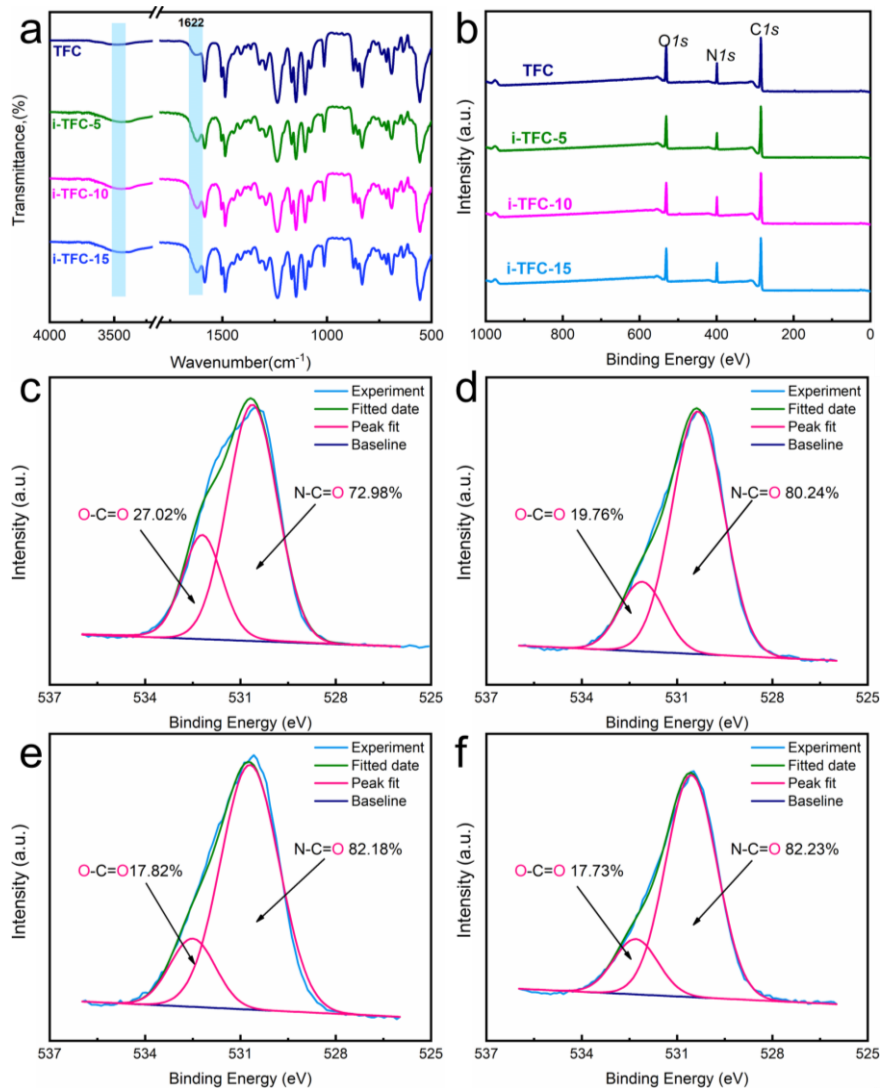 a
1622
TFC
i-TFC-5
i-TFC-10
i-TFC-15
Transmittance,(%)
4000 3500 1500 1000 500
Wavenumber(cm⁻¹)
b
O1s
N1s
C1s
TFC
i-TFC-5
i-TFC-10
i-TFC-15
Intensity (a.u.)
1000 800 600 400 200 0
Binding Energy (eV)
c
Experiment
Fitted date
Peak fit
Baseline
N-C=O 72.98%
O-C=O 27.02%
Intensity (a.u.)
537 534 531 528 525
Binding Energy (eV)
d
Experiment
Fitted date
Peak fit
Baseline
N-C=O 80.24%
O-C=O 19.76%
Intensity (a.u.)
537 534 531 528 525
Binding Energy (eV)
e
Experiment
Fitted date
Peak fit
Baseline
N-C=O 82.18%
O-C=O 17.82%
Intensity (a.u.)
537 534 531 528 525
Binding Energy (eV)
f
Experiment
Fitted date
Peak fit
Baseline
N-C=O 82.23%
O-C=O 17.73%
Intensity (a.u.)
537 534 531 528 525
Binding Energy (eV)